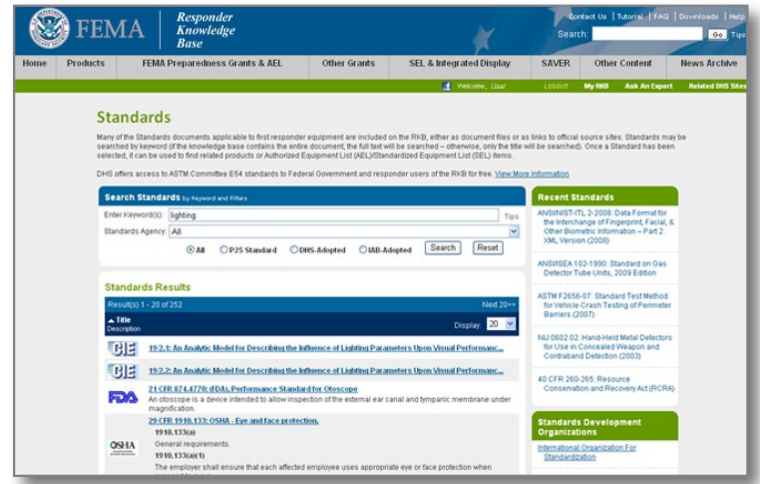 FEMA
Responder
Knowledge
Base
Contact Us | Tutorial | FAQ | Downloads | Help
Search: Go Tips
Home Products FEMA Preparedness Grants & AEL Other Grants SEL & Integrated Display SAVER Other Content News Archive
Welcome, User LOGOUT My RKB Ask An Expert Related DHS Sites
Standards
Many of the Standards documents applicable to first responder equipment are included on the RKB, either as document files or as links to official source sites. Standards may be
searched by keyword (if the knowledge base contains the entire document, the full text will be searched – otherwise, only the title will be searched). Once a Standard has been
selected, it can be used to find related products or Authorized Equipment List (AEL)/Standardized Equipment List (SEL) items.
DHS offers access to ASTM Committee E54 standards to Federal Government and responder users of the RKB for free. View More Information
Search Standards by Keyword and Filters
Enter Keyword(s): lighting Tips
Standards Agency: All
All P25 Standard DHS-Adopted IAB-Adopted Search Reset
Standards Results
Result(s) 1 - 20 of 252 Next 20>>
Title
Description
Display: 20
CIE 19/2.1: An Analytic Model for Describing the Influence of Lighting Parameters Upon Visual Performanc...
CIE 19/2.2: An Analytic Model for Describing the Influence of Lighting Parameters Upon Visual Performanc...
FDA 21 CFR 874.4770: (FDA), Performance Standard for Otoscope
An otoscope is a device intended to allow inspection of the external ear canal and tympanic membrane under
magnification.
29 CFR 1910.133: OSHA - Eye and face protection.
1910.133(a)
OSHA General requirements.
1910.133(a)(1)
The employer shall ensure that each affected employee uses appropriate eye or face protection when
Recent Standards
ANSI/NIST-ITL 2-2008: Data Format for
the Interchange of Fingerprint, Facial, &
Other Biometric Information – Part 2:
XML Version (2008)
ANSI/ISEA 102-1990: Standard on Gas
Detector Tube Units, 2009 Edition
ASTM F2656-07: Standard Test Method
for Vehicle Crash Testing of Perimeter
Barriers (2007)
NIJ 0602.02: Hand-Held Metal Detectors
for Use in Concealed Weapon and
Contraband Detection (2003)
40 CFR 260-265: Resource
Conservation and Recovery Act (RCRA)
Standards Development
Organizations
International Organization For
Standardization